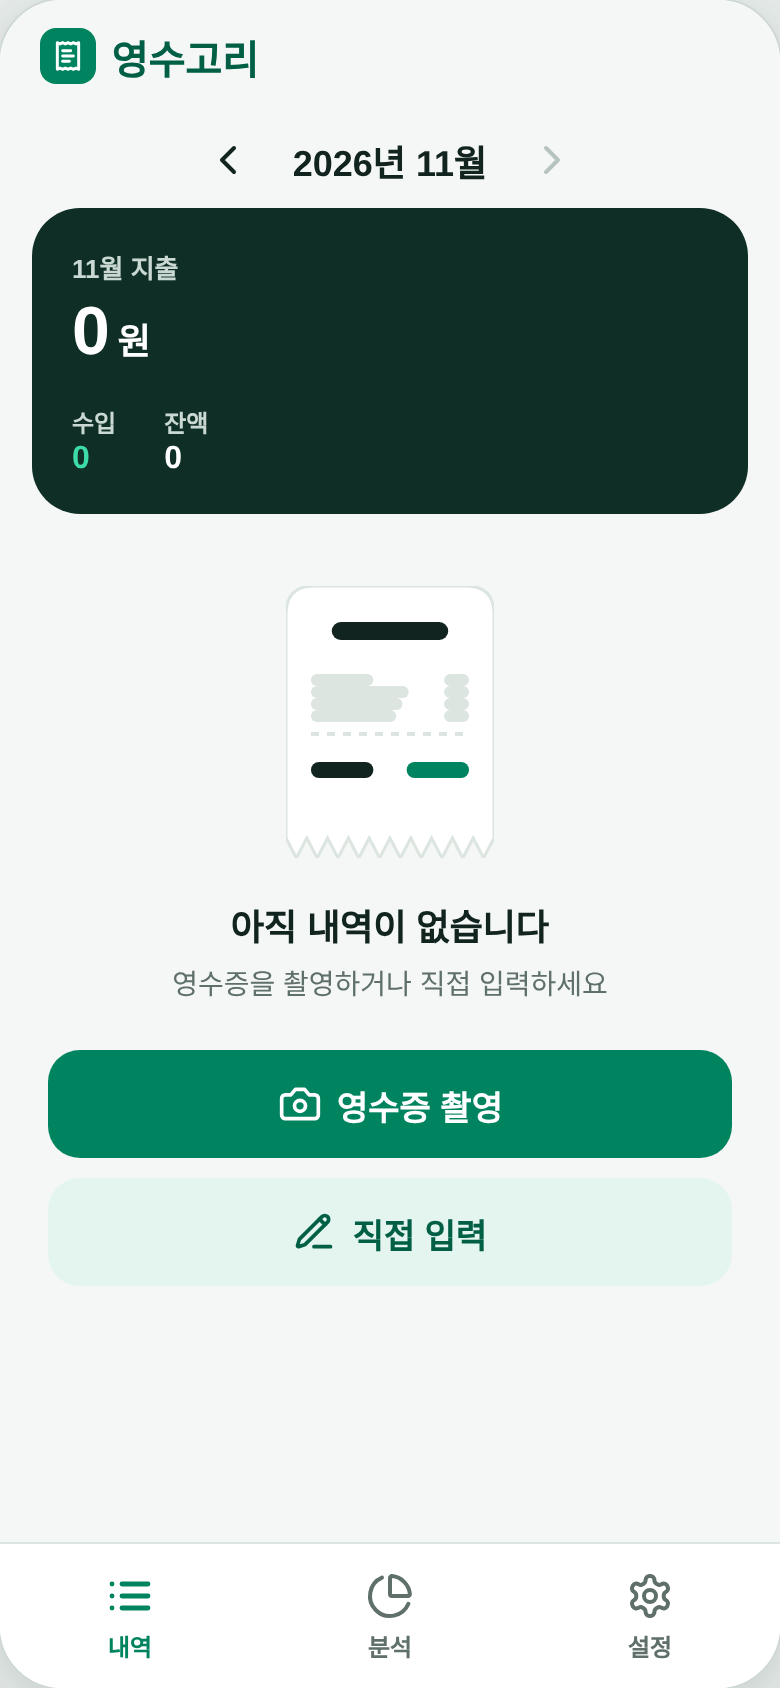 영수고리
2026년 11월
11월 지출
0 원
수입 잔액
0 0
아직 내역이 없습니다
영수증을 촬영하거나 직접 입력하세요
영수증 촬영
직접 입력
내역 분석 설정